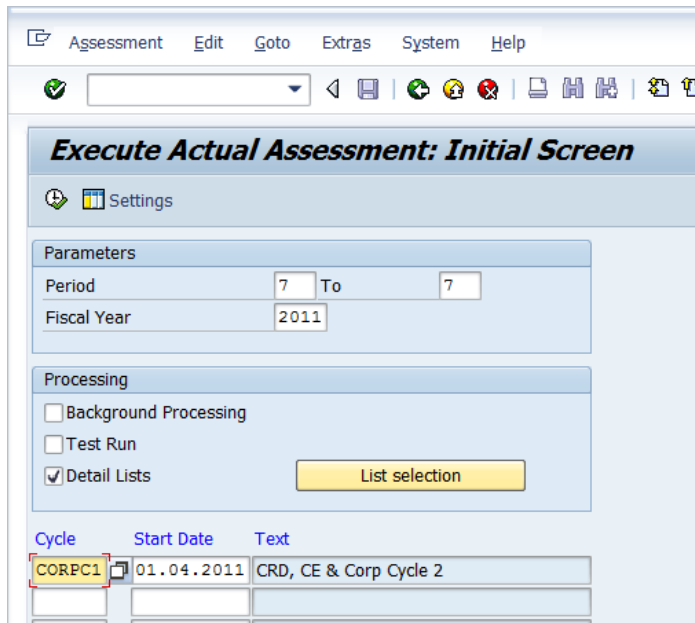 Assessment Edit Goto Extras System Help
Execute Actual Assessment: Initial Screen
Settings
Parameters
Period 7 To 7
Fiscal Year 2011
Processing
Background Processing
Test Run
Detail Lists List selection
Cycle Start Date Text
CORPC1 01.04.2011 CRD, CE & Corp Cycle 2